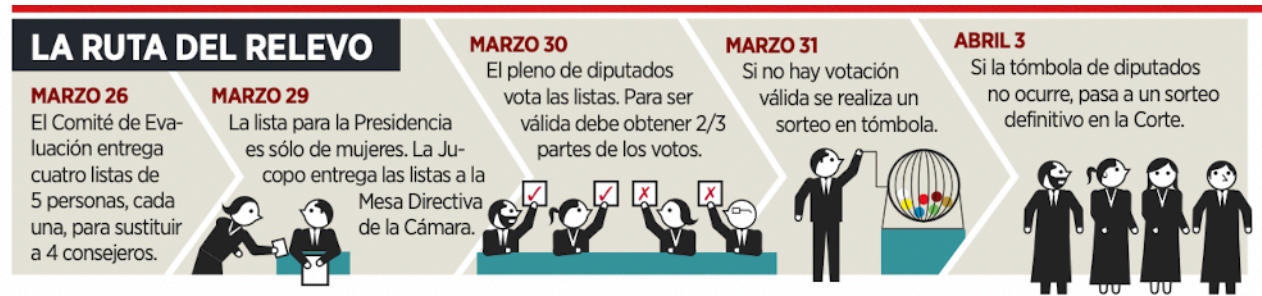 LA RUTA DEL RELEVO
MARZO 26
El Comité de Eva-
luación entrega
cuatro listas de
5 personas, cada
una, para sustituir
a 4 consejeros.
MARZO 29
La lista para la Presidencia
es sólo de mujeres. La Ju-
copo entrega las listas a la
Mesa Directiva
de la Cámara.
MARZO 30
El pleno de diputados
vota las listas. Para ser
válida debe obtener 2/3
partes de los votos.
MARZO 31
Si no hay votación
válida se realiza un
sorteo en tómbola.
ABRIL 3
Si la tómbola de diputados
no ocurre, pasa a un sorteo
definitivo en la Corte.